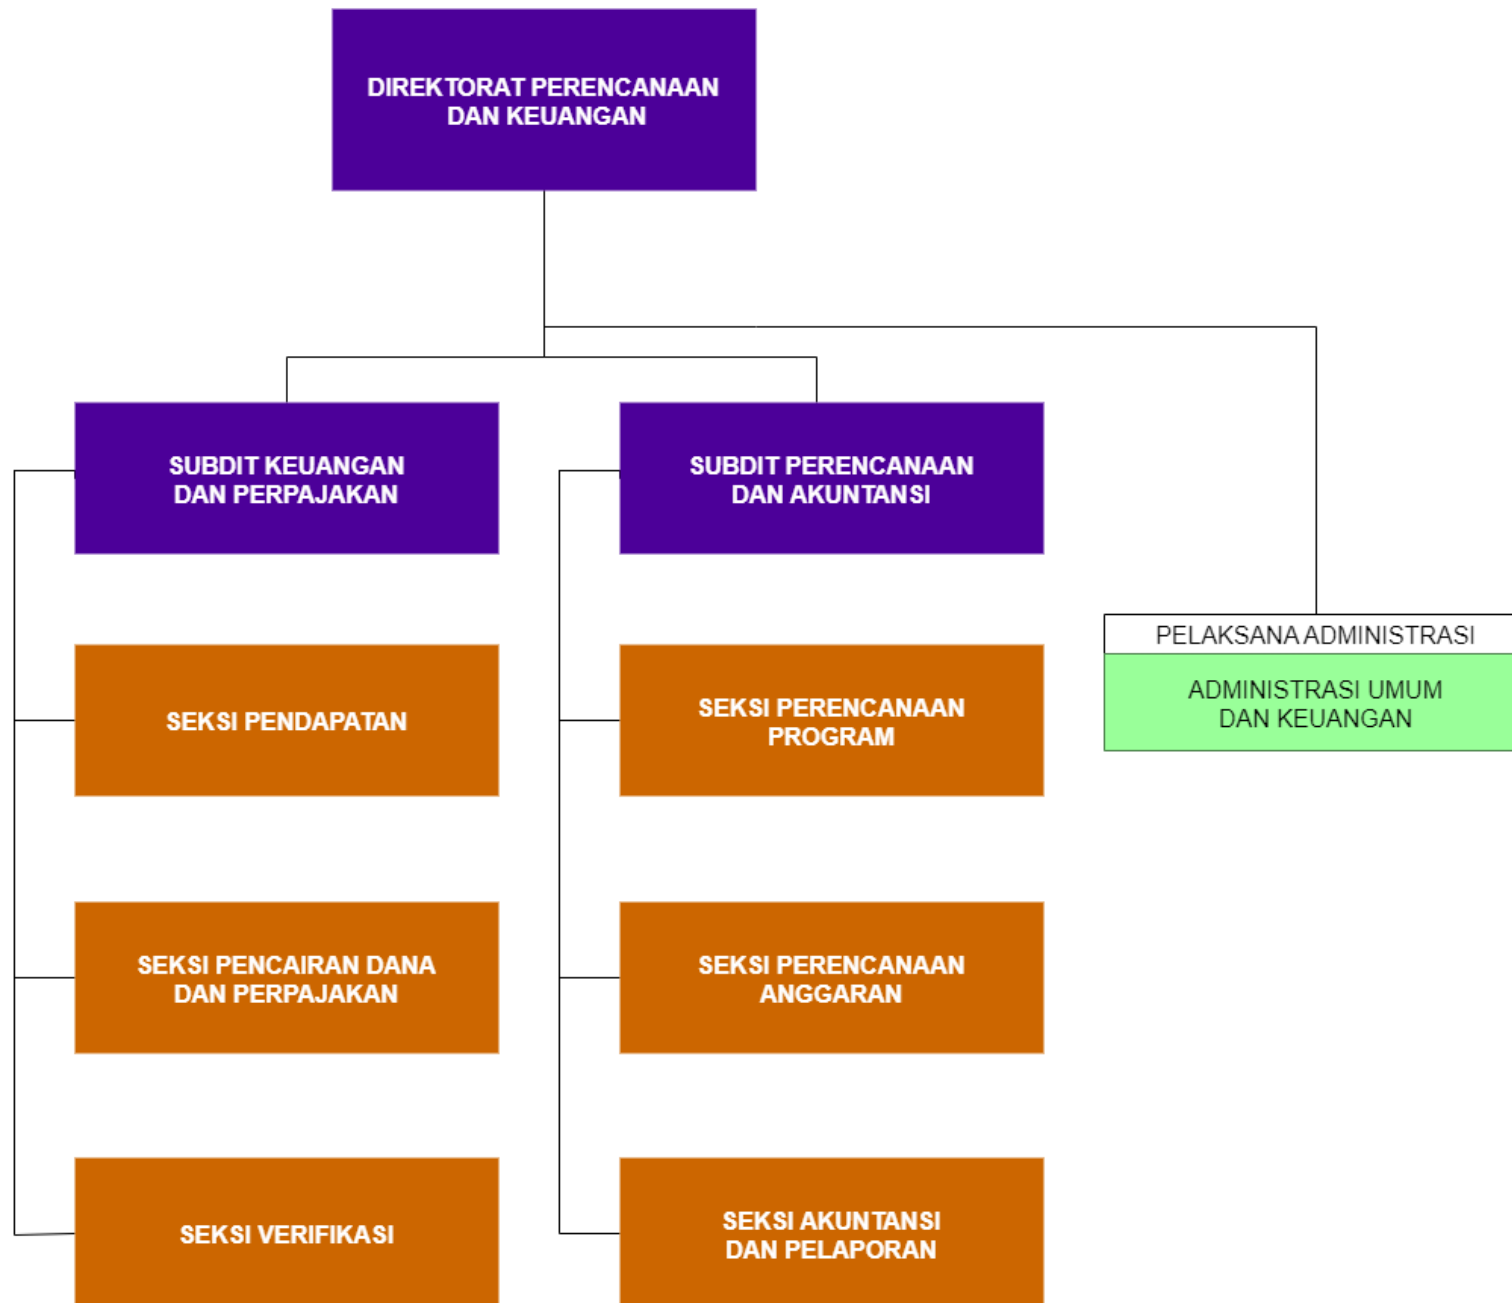 DIREKTORAT PERENCANAAN
DAN KEUANGAN
SUBDIT KEUANGAN
DAN PERPAJAKAN
SUBDIT PERENCANAAN
DAN AKUNTANSI
PELAKSANA ADMINISTRASI
ADMINISTRASI UMUM
DAN KEUANGAN
SEKSI PENDAPATAN
SEKSI PERENCANAAN
PROGRAM
SEKSI PENCAIRAN DANA
DAN PERPAJAKAN
SEKSI PERENCANAAN
ANGGARAN
SEKSI VERIFIKASI
SEKSI AKUNTANSI
DAN PELAPORAN